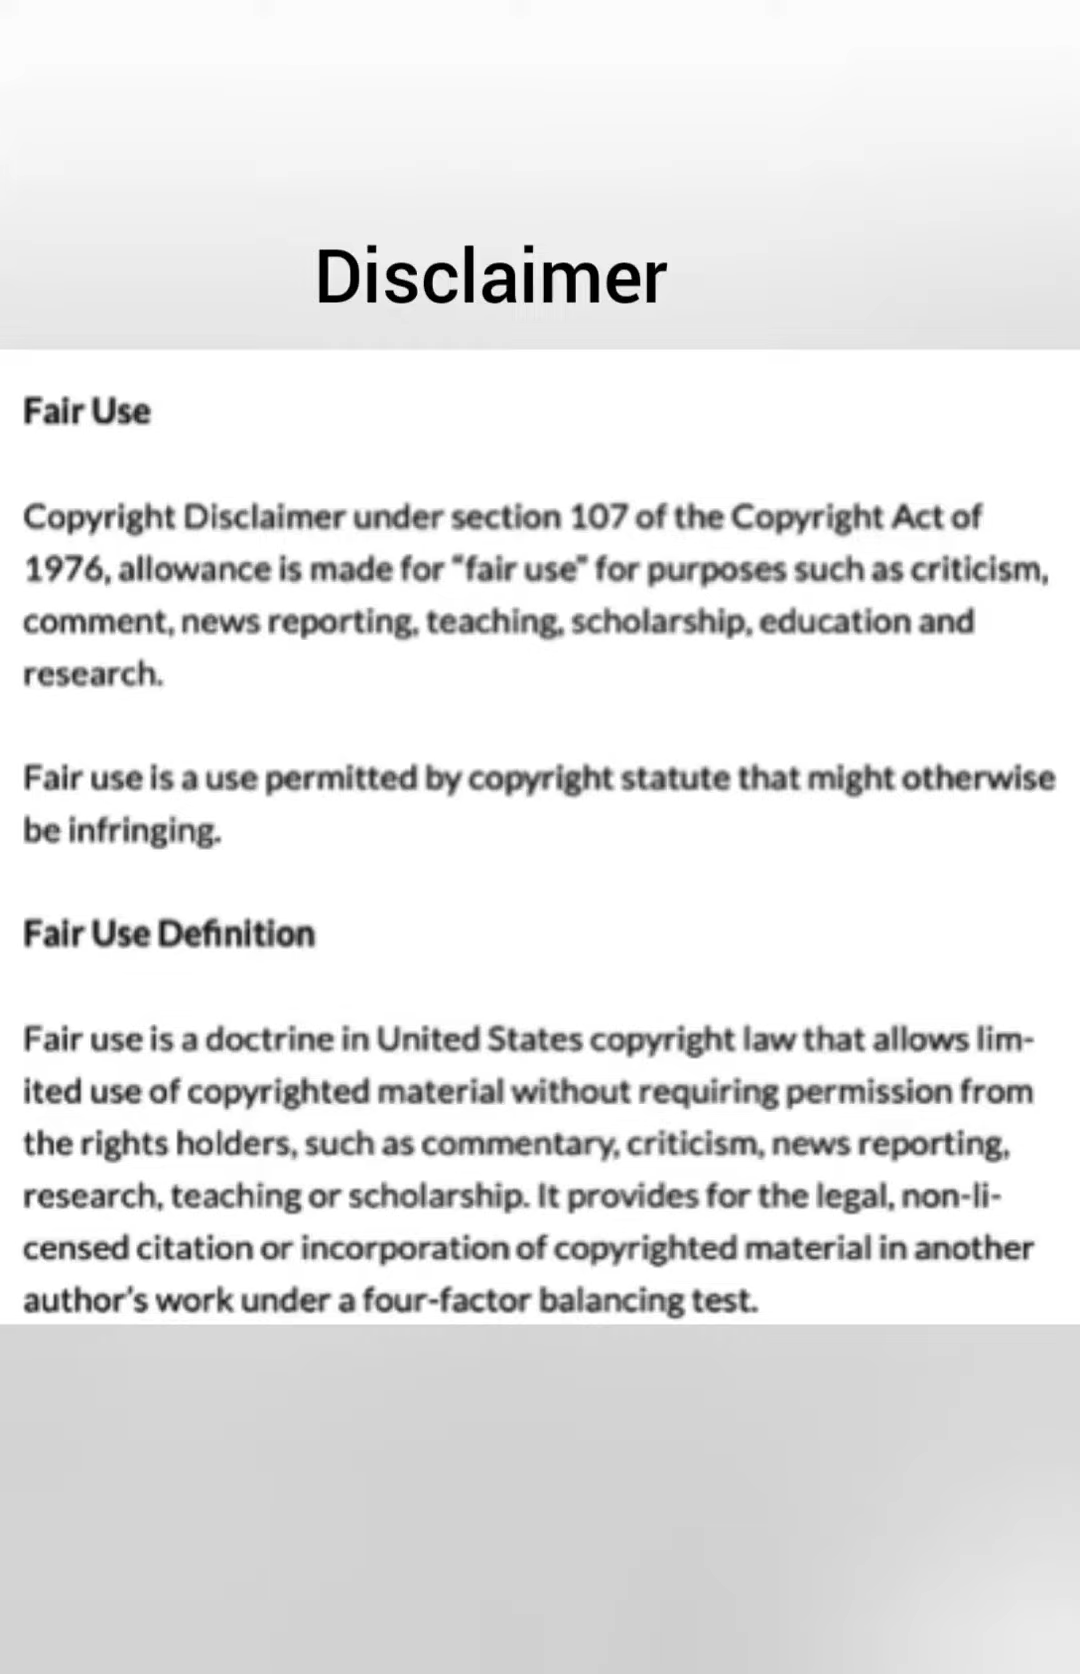 Disclaimer
Fair Use
Copyright Disclaimer under section 107 of the Copyright Act of
1976, allowance is made for "fair use" for purposes such as criticism,
comment, news reporting, teaching, scholarship, education and
research.
Fair use is a use permitted by copyright statute that might otherwise
be infringing.
Fair Use Definition
Fair use is a doctrine in United States copyright law that allows lim-
ited use of copyrighted material without requiring permission from
the rights holders, such as commentary, criticism, news reporting,
research, teaching or scholarship. It provides for the legal, non-li-
censed citation or incorporation of copyrighted material in another
author's work under a four-factor balancing test.